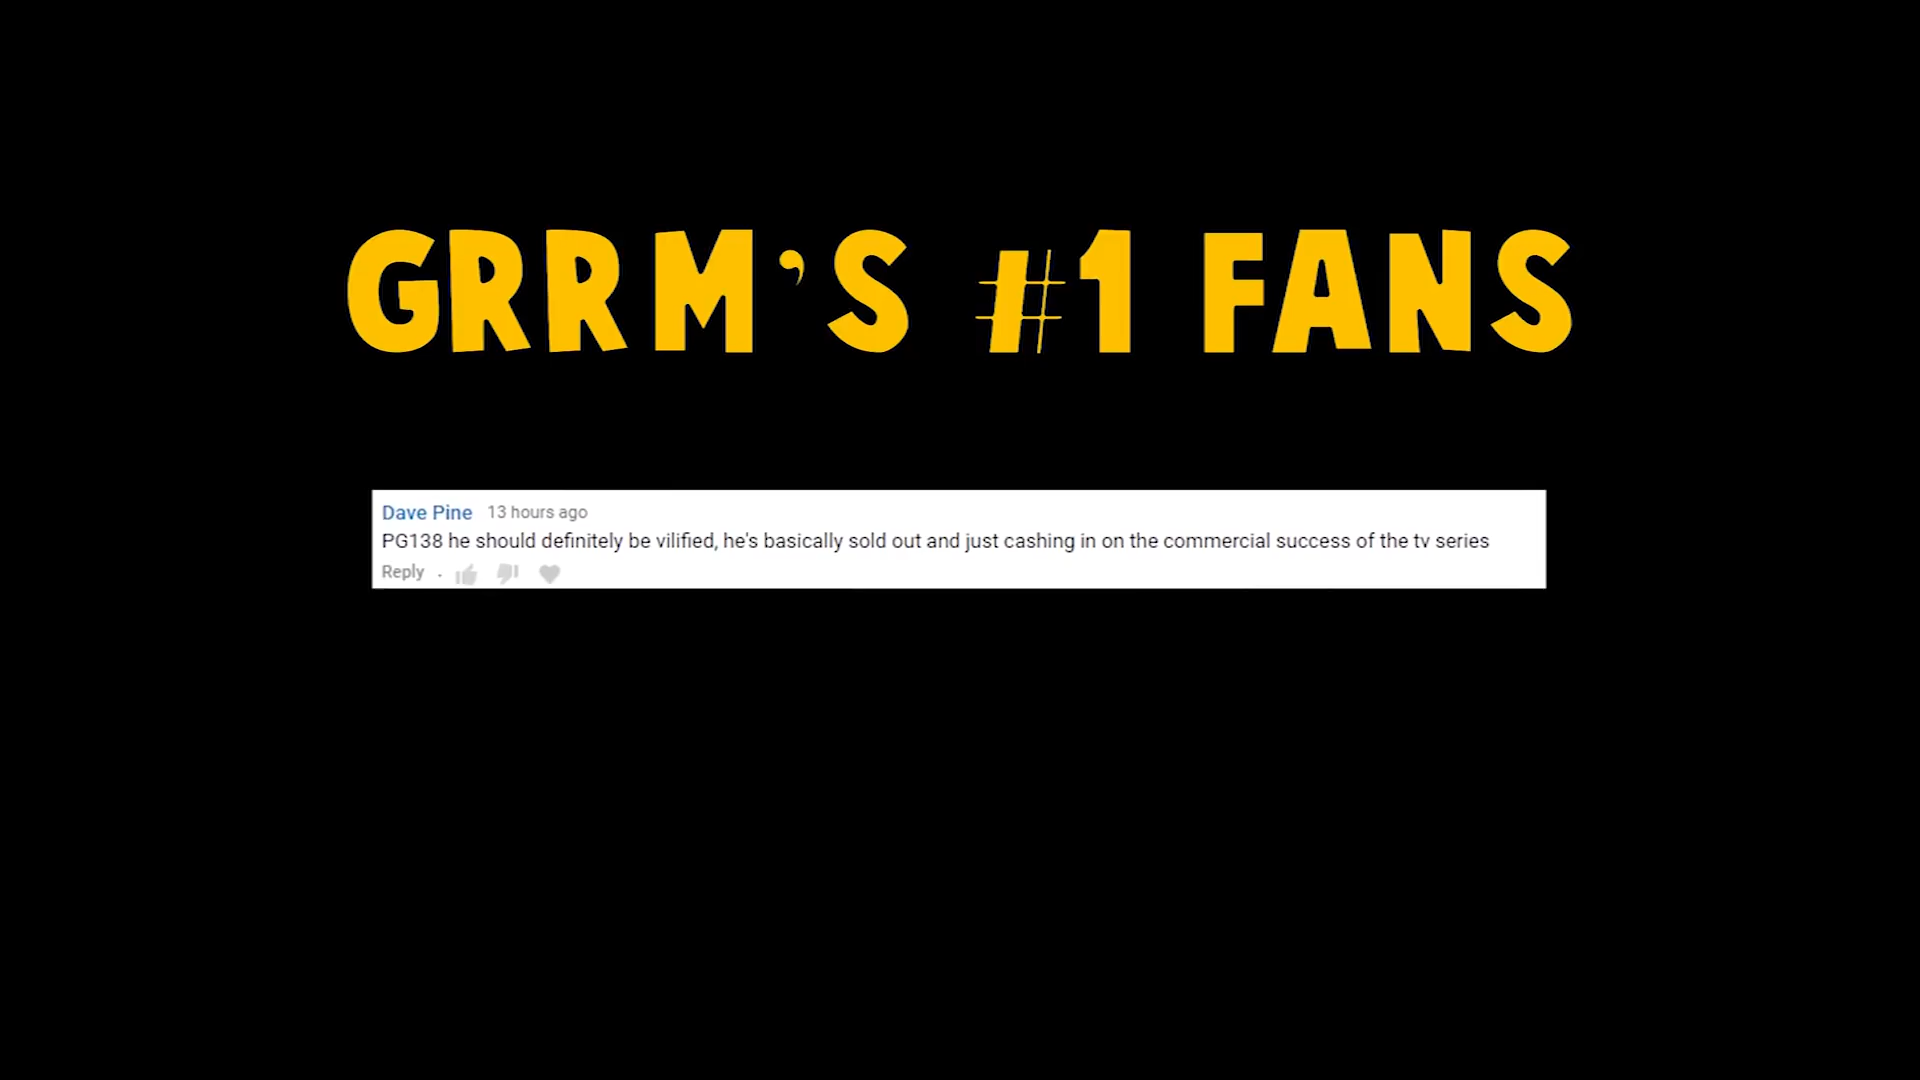 GRRM'S #1 FANS
Dave Pine 13 hours ago
PG138 he should definitely be vilified, he's basically sold out and just cashing in on the commercial success of the tv series
Reply .